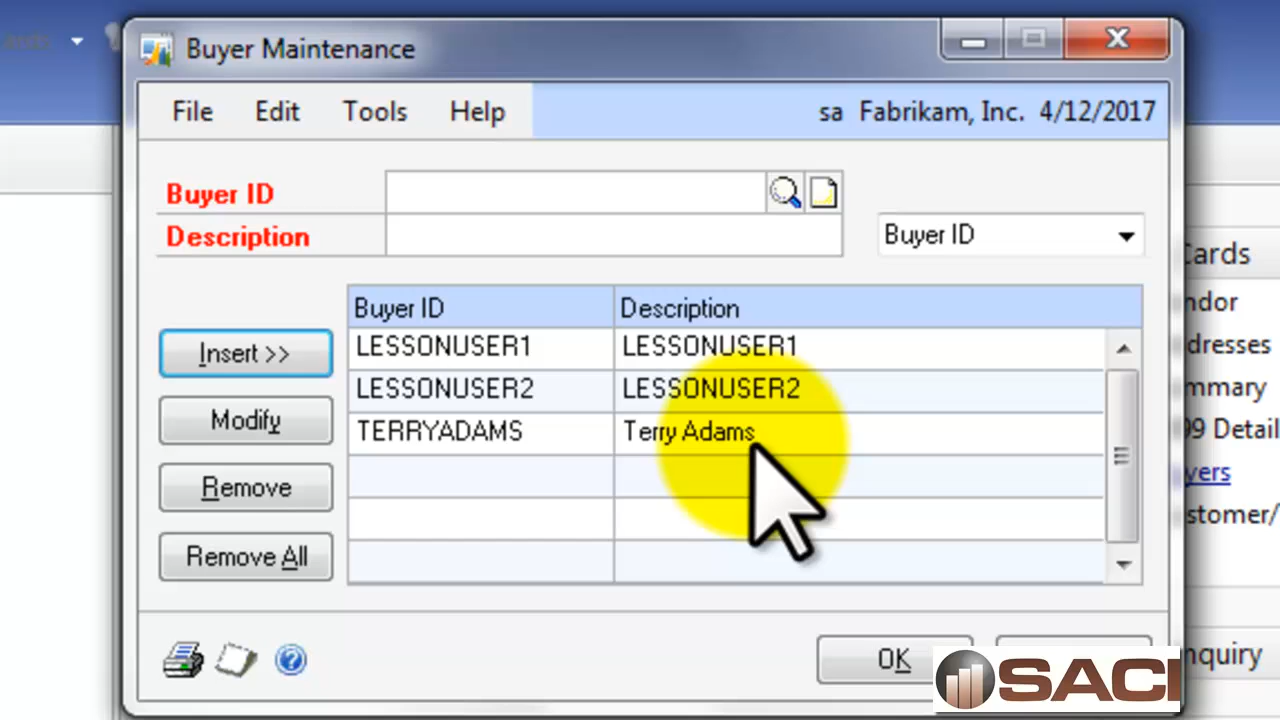 Buyer Maintenance
File Edit Tools Help sa Fabrikam, Inc. 4/12/2017
Buyer ID
Description
Buyer ID
Buyer ID Description
Insert >>
LESSONUSER1 LESSONUSER1
LESSONUSER2 LESSONUSER2
Modify
TERRYADAMS Terry Adams
Remove
Remove All
OK
SACI
Cards
ndor
dresses
mmary
99 Detail
yers
stomer/
nquiry